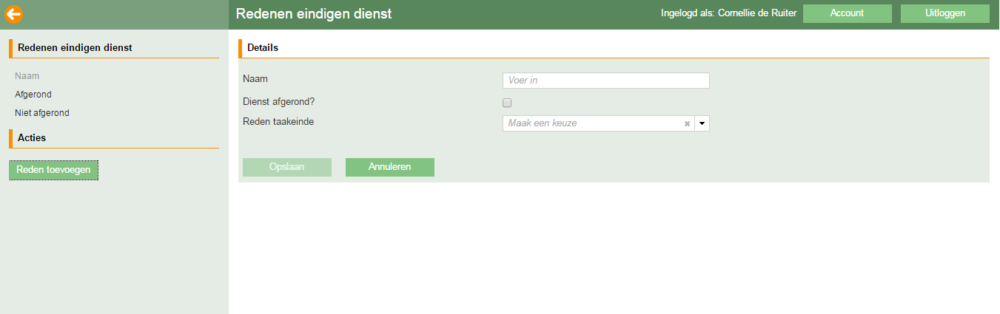 Redenen eindigen dienst
Ingelogd als: Cornellie de Ruiter
Account
Uitloggen
Redenen eindigen dienst
Naam
Afgerond
Niet afgerond
Acties
Reden toevoegen
Details
Naam
Voer in
Dienst afgerond?
Reden taakeinde
Maak een keuze
Opslaan
Annuleren